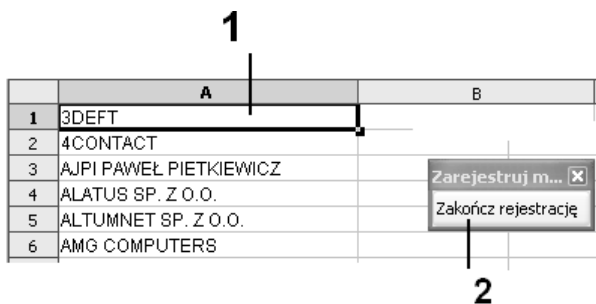 1
A B
1 3DEFT
2 4CONTACT
3 AJPI PAWEŁ PIETKIEWICZ
4 ALATUS SP. Z O.O.
5 ALTUMNET SP. Z O.O.
6 AMG COMPUTERS
Zarejestruj m...
Zakończ rejestrację
2